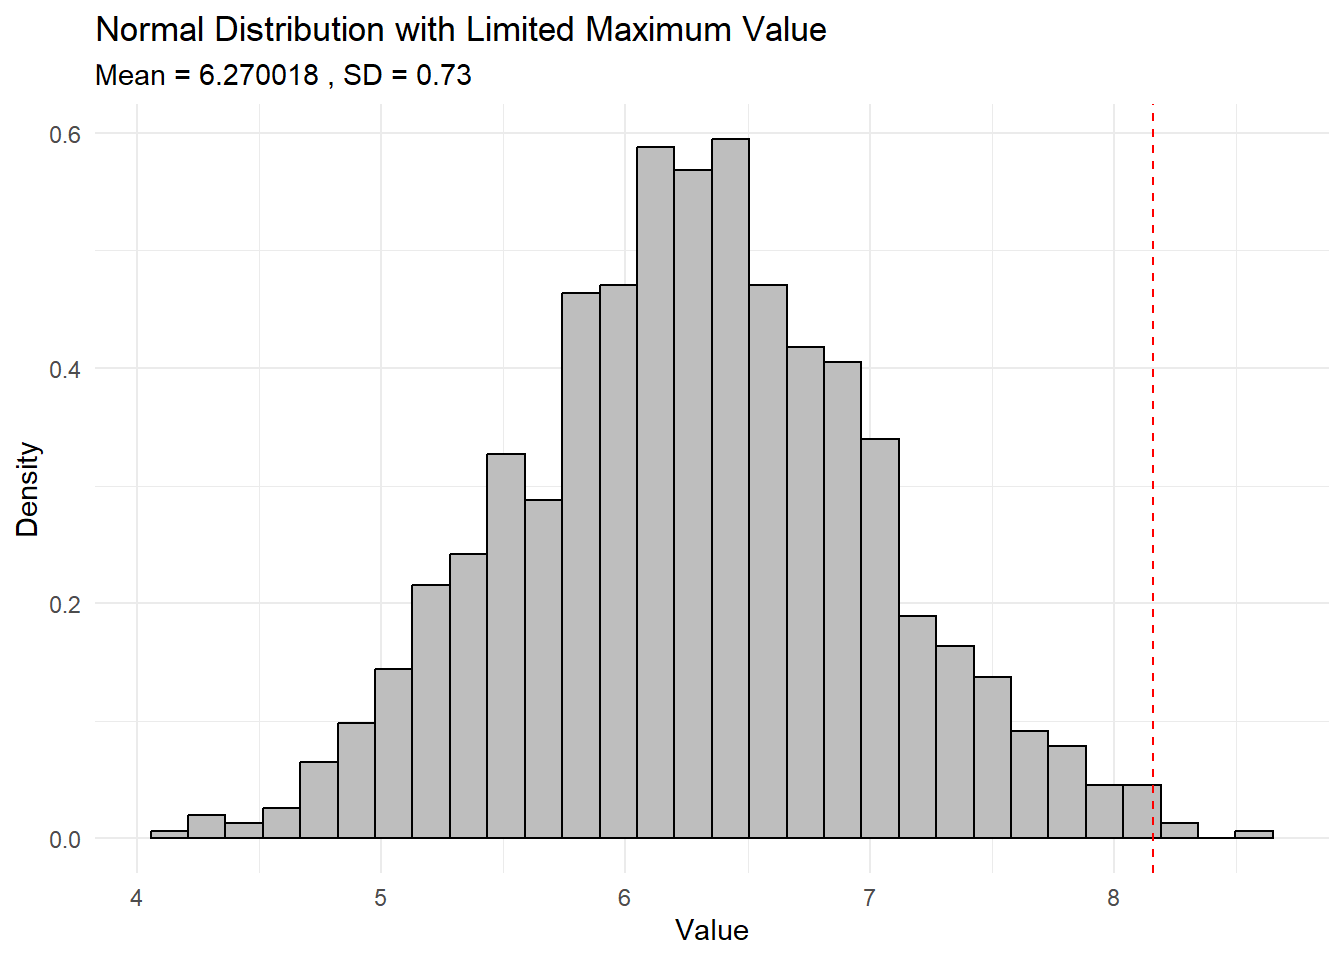 Normal Distribution with Limited Maximum Value
Mean = 6.270018 , SD = 0.73
0.6
0.4
0.2
0.0
Density
4 5 6 7 8
Value